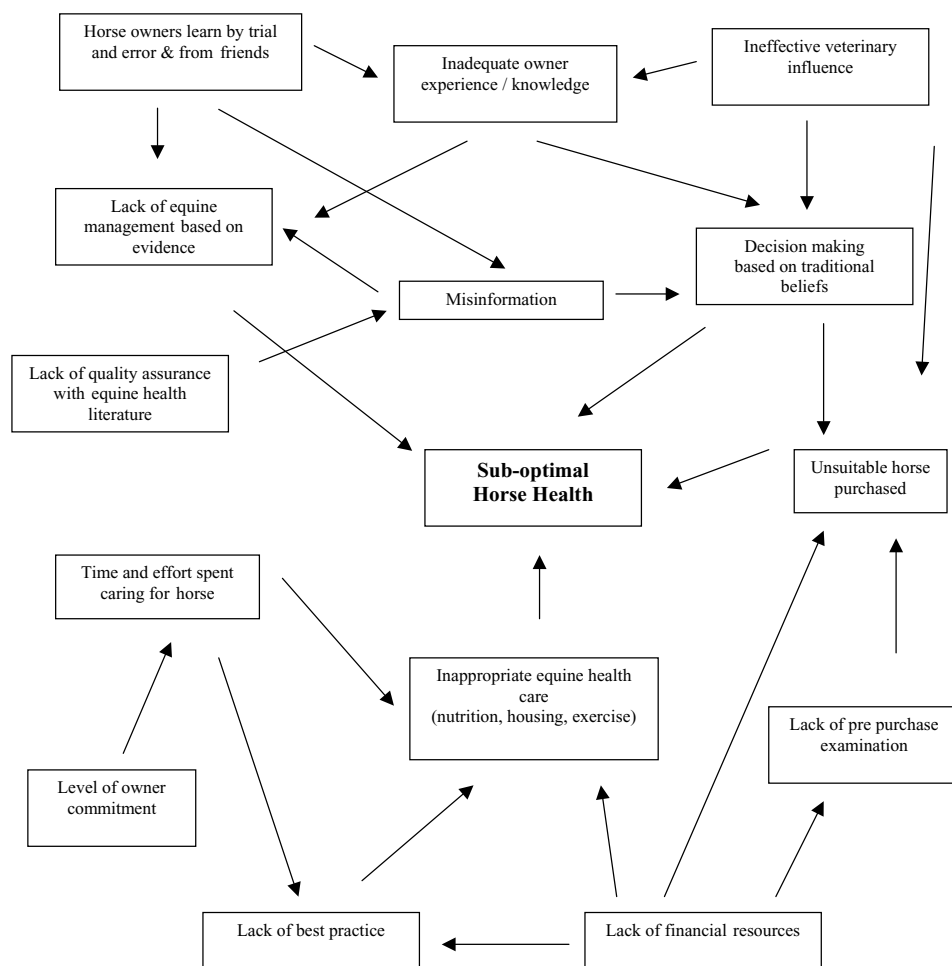 Horse owners learn by trial
and error & from friends
Inadequate owner
experience / knowledge
Ineffective veterinary
influence
Lack of equine
management based on
evidence
Decision making
based on traditional
beliefs
Misinformation
Lack of quality assurance
with equine health
literature
Sub-optimal
Horse Health
Unsuitable horse
purchased
Time and effort spent
caring for horse
Inappropriate equine health
care
(nutrition, housing, exercise)
Lack of pre purchase
examination
Level of owner
commitment
Lack of best practice
Lack of financial resources